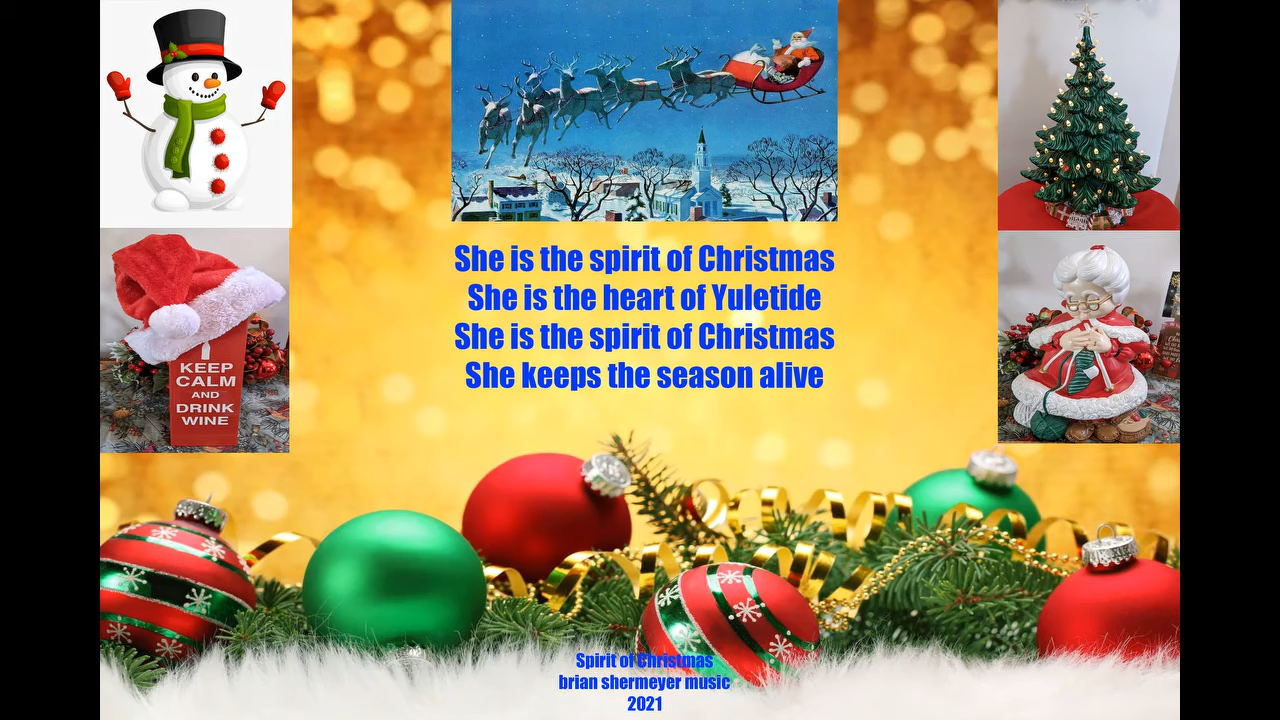 She is the spirit of Christmas
She is the heart of Yuletide
She is the spirit of Christmas
She keeps the season alive
KEEP
CALM
AND
DRINK
WINE
Spirit of Christmas
brian shermeyer music
2021